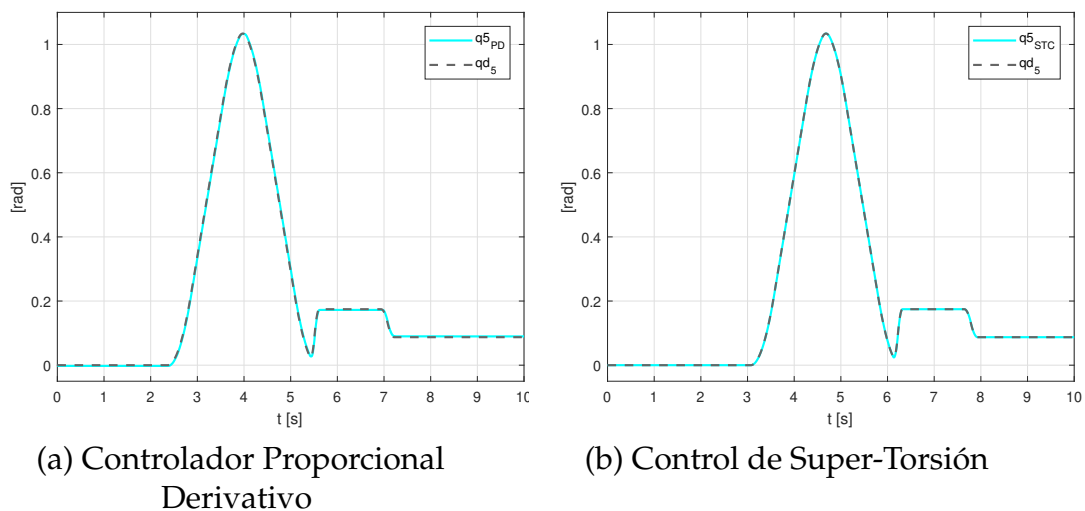 q5PD
qd5
1
0.8
0.6
0.4
0.2
0
[rad]
0 1 2 3 4 5 6 7 8 9 10
t [s]
(a) Controlador Proporcional
Derivativo
q5STC
qd5
1
0.8
0.6
0.4
0.2
0
[rad]
0 1 2 3 4 5 6 7 8 9 10
t [s]
(b) Control de Super-Torsión